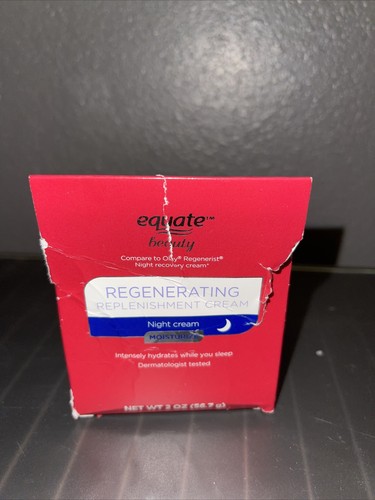 equate™
beauty
Compare to Olay® Regenerist®
Night recovery cream*
REGENERATING
REPLENISHMENT CREAM
Night cream
MOISTURIZE
Intensely hydrates while you sleep
Dermatologist tested
NET WT 2 OZ (56.7 g)